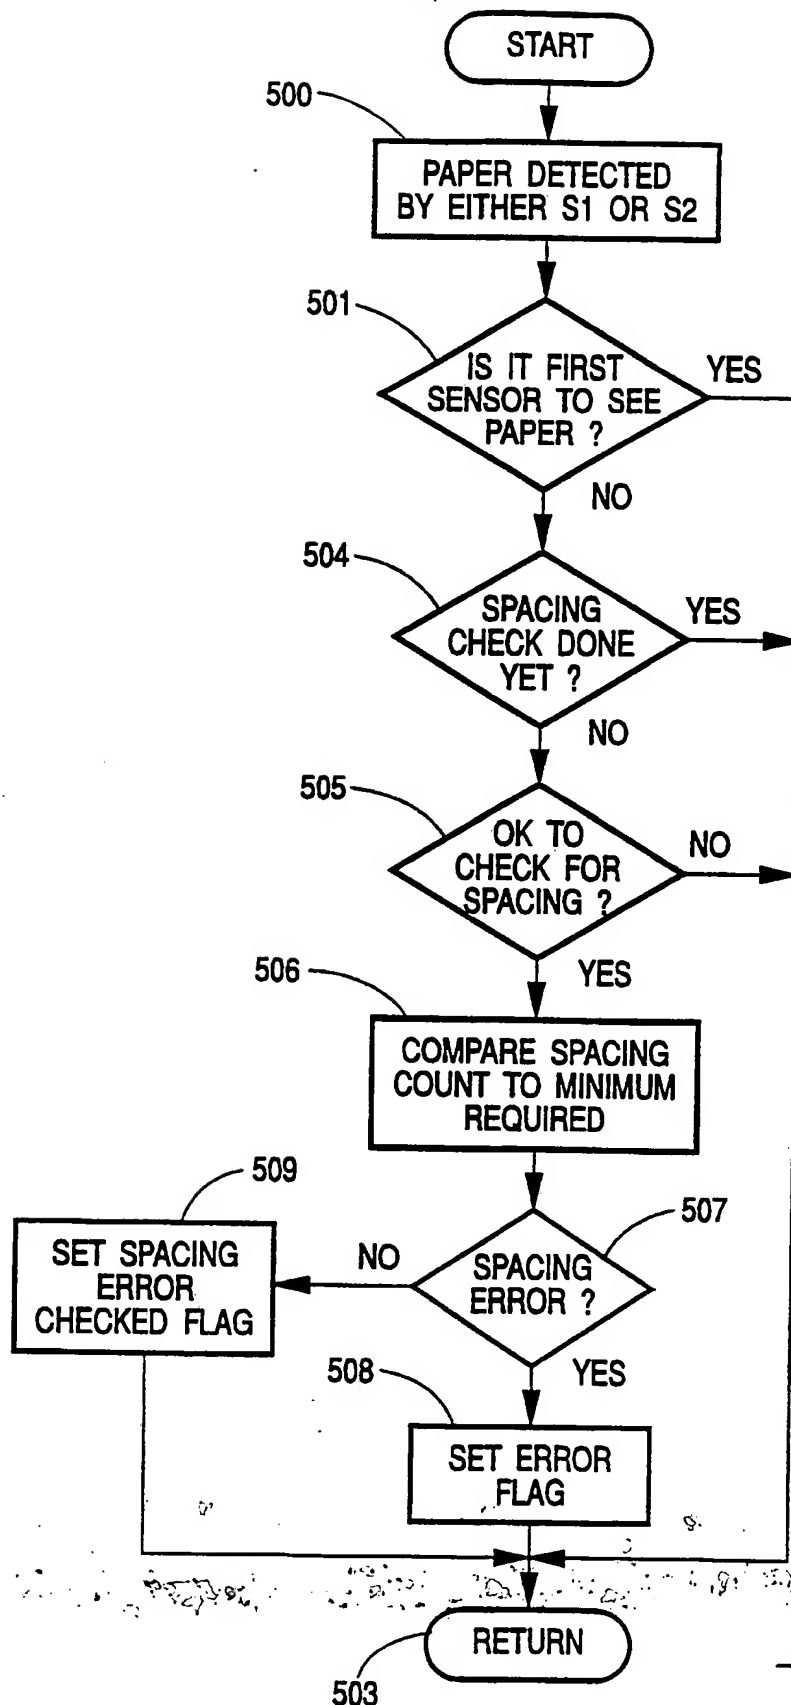 START
500
PAPER DETECTED
BY EITHER S1 OR S2
501
IS IT FIRST
SENSOR TO SEE
PAPER ?
YES
NO
504
SPACING
CHECK DONE
YET ?
YES
NO
505
OK TO
CHECK FOR
SPACING ?
NO
YES
506
COMPARE SPACING
COUNT TO MINIMUM
REQUIRED
509
507
SET SPACING
ERROR
CHECKED FLAG
NO
SPACING
ERROR ?
YES
508
SET ERROR
FLAG
RETURN
503